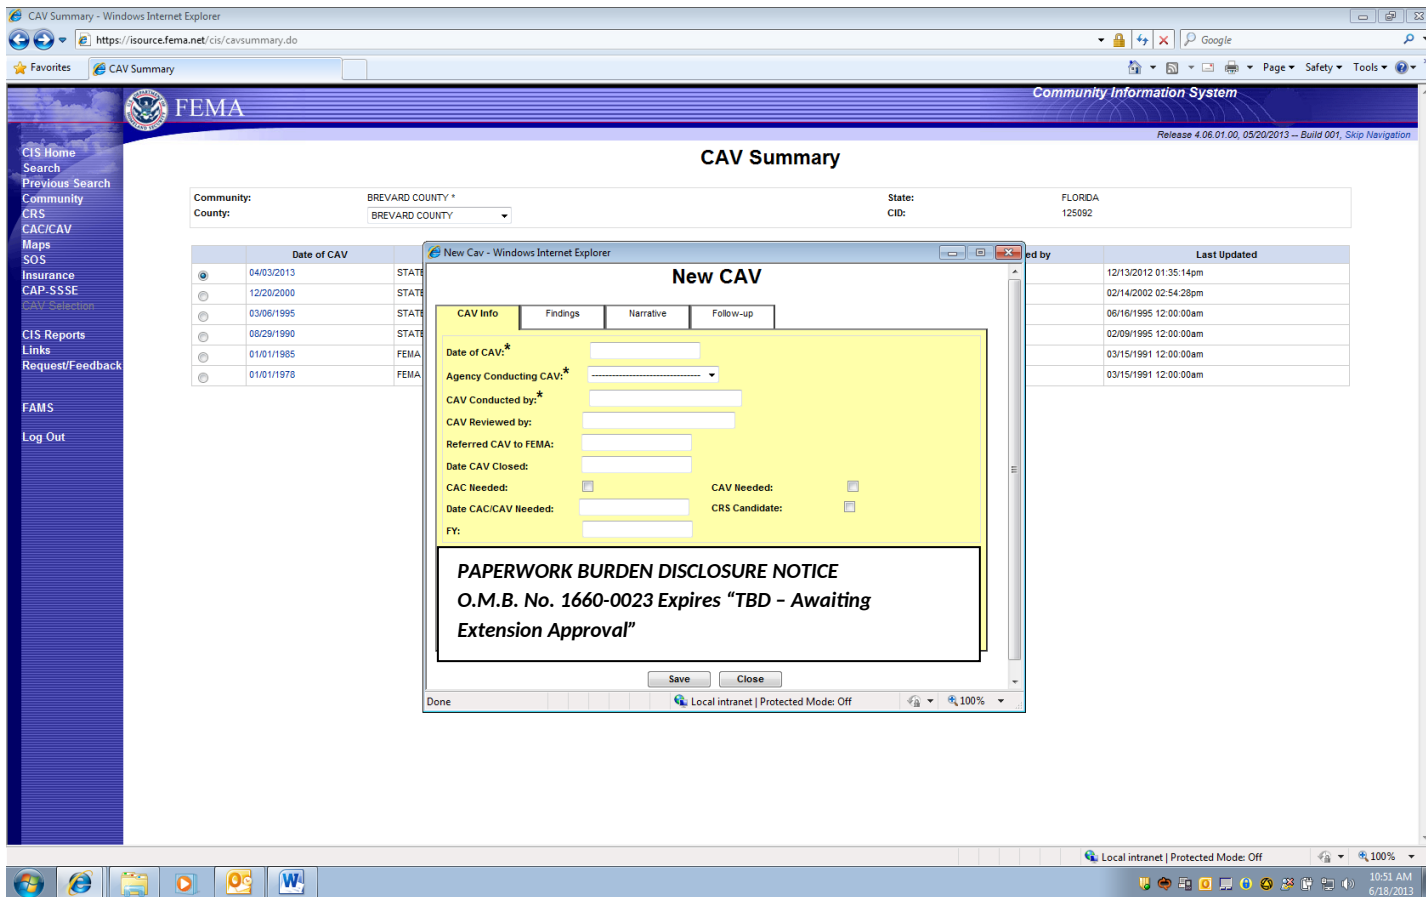 CAV Summary - Windows Internet Explorer
https://isource.fema.net/cis/cavsummary.do
Google
Favorites
CAV Summary
Page
Safety
Tools
FEMA
Community Information System
Release 4.06.01.00, 05/20/2013 -- Build 001, Skip Navigation
CIS Home
Search
Previous Search
Community
CRS
CAC/CAV
Maps
SOS
Insurance
CAP-SSSE
CAV Selection
CIS Reports
Links
Request/Feedback
FAMS
Log Out
CAV Summary
Community: BREVARD COUNTY * State: FLORIDA
County: BREVARD COUNTY CID: 125092
Date of CAV ed by Last Updated
04/03/2013 STATE 12/13/2012 01:35:14pm
12/20/2000 STATE 02/14/2002 02:54:28pm
03/06/1995 STATE 06/16/1995 12:00:00am
08/29/1990 STATE 02/09/1995 12:00:00am
01/01/1985 FEMA 03/15/1991 12:00:00am
01/01/1978 FEMA 03/15/1991 12:00:00am
New Cav - Windows Internet Explorer
New CAV
CAV Info Findings Narrative Follow-up
Date of CAV:*
Agency Conducting CAV:* --------------------------------
CAV Conducted by:*
CAV Reviewed by:
Referred CAV to FEMA:
Date CAV Closed:
CAC Needed: CAV Needed:
Date CAC/CAV Needed: CRS Candidate:
FY:
PAPERWORK BURDEN DISCLOSURE NOTICE
O.M.B. No. 1660-0023 Expires “TBD – Awaiting
Extension Approval”
Save Close
Done Local intranet | Protected Mode: Off 100%
Local intranet | Protected Mode: Off 100%
10:51 AM
6/18/2013